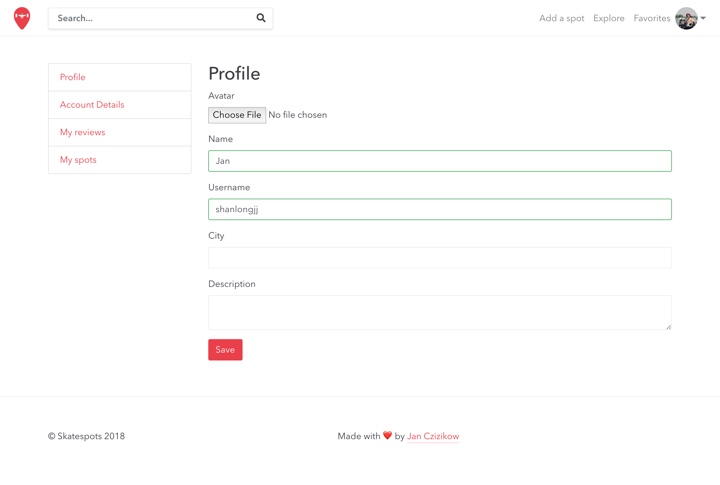 Search...
Add a spot Explore Favorites
Profile
Account Details
My reviews
My spots
Profile
Avatar
Choose File No file chosen
Name
Jan
Username
shanlongjj
City
Description
Save
© Skatespots 2018
Made with ❤️ by Jan Czizikow